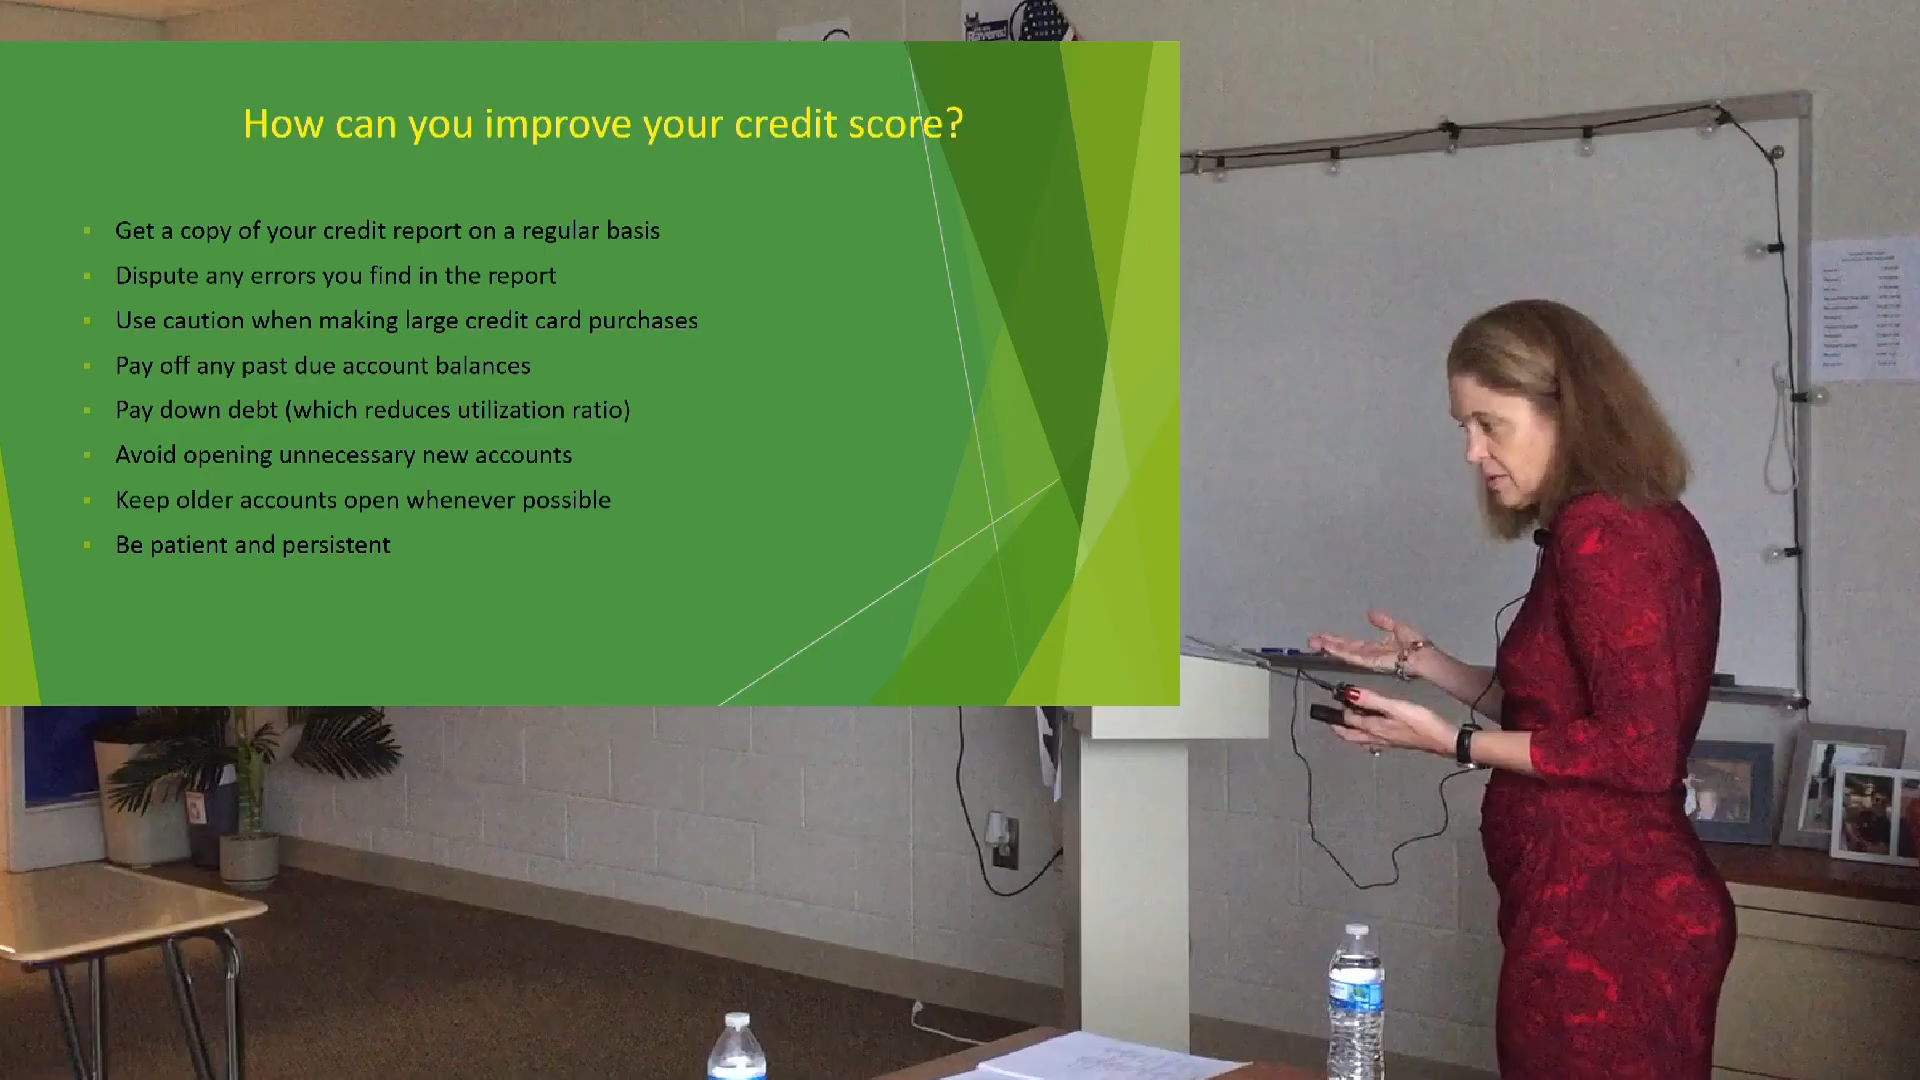 How can you improve your credit score?
▪ Get a copy of your credit report on a regular basis
▪ Dispute any errors you find in the report
▪ Use caution when making large credit card purchases
▪ Pay off any past due account balances
▪ Pay down debt (which reduces utilization ratio)
▪ Avoid opening unnecessary new accounts
▪ Keep older accounts open whenever possible
▪ Be patient and persistent